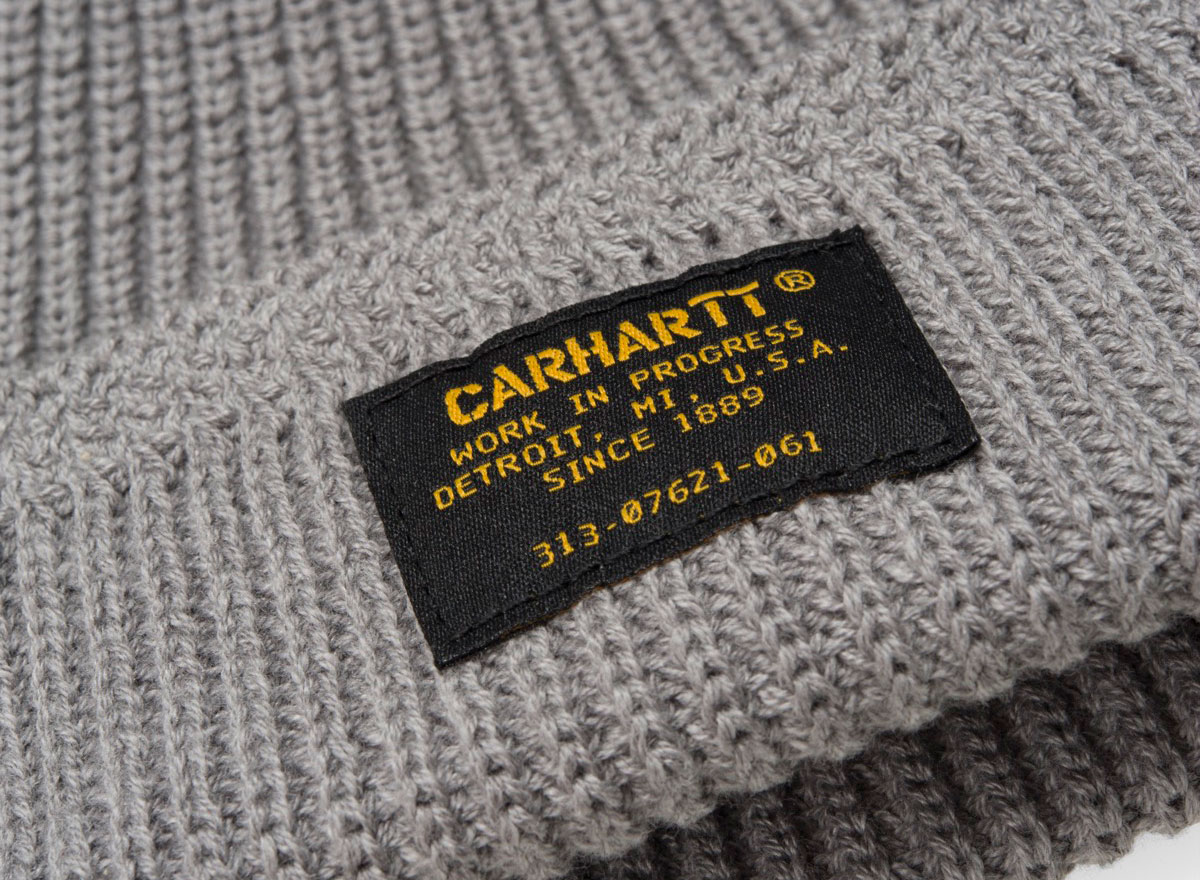 CARHARTT ®
WORK IN PROGRESS
DETROIT, MI, U.S.A.
SINCE 1889
313-07621-061